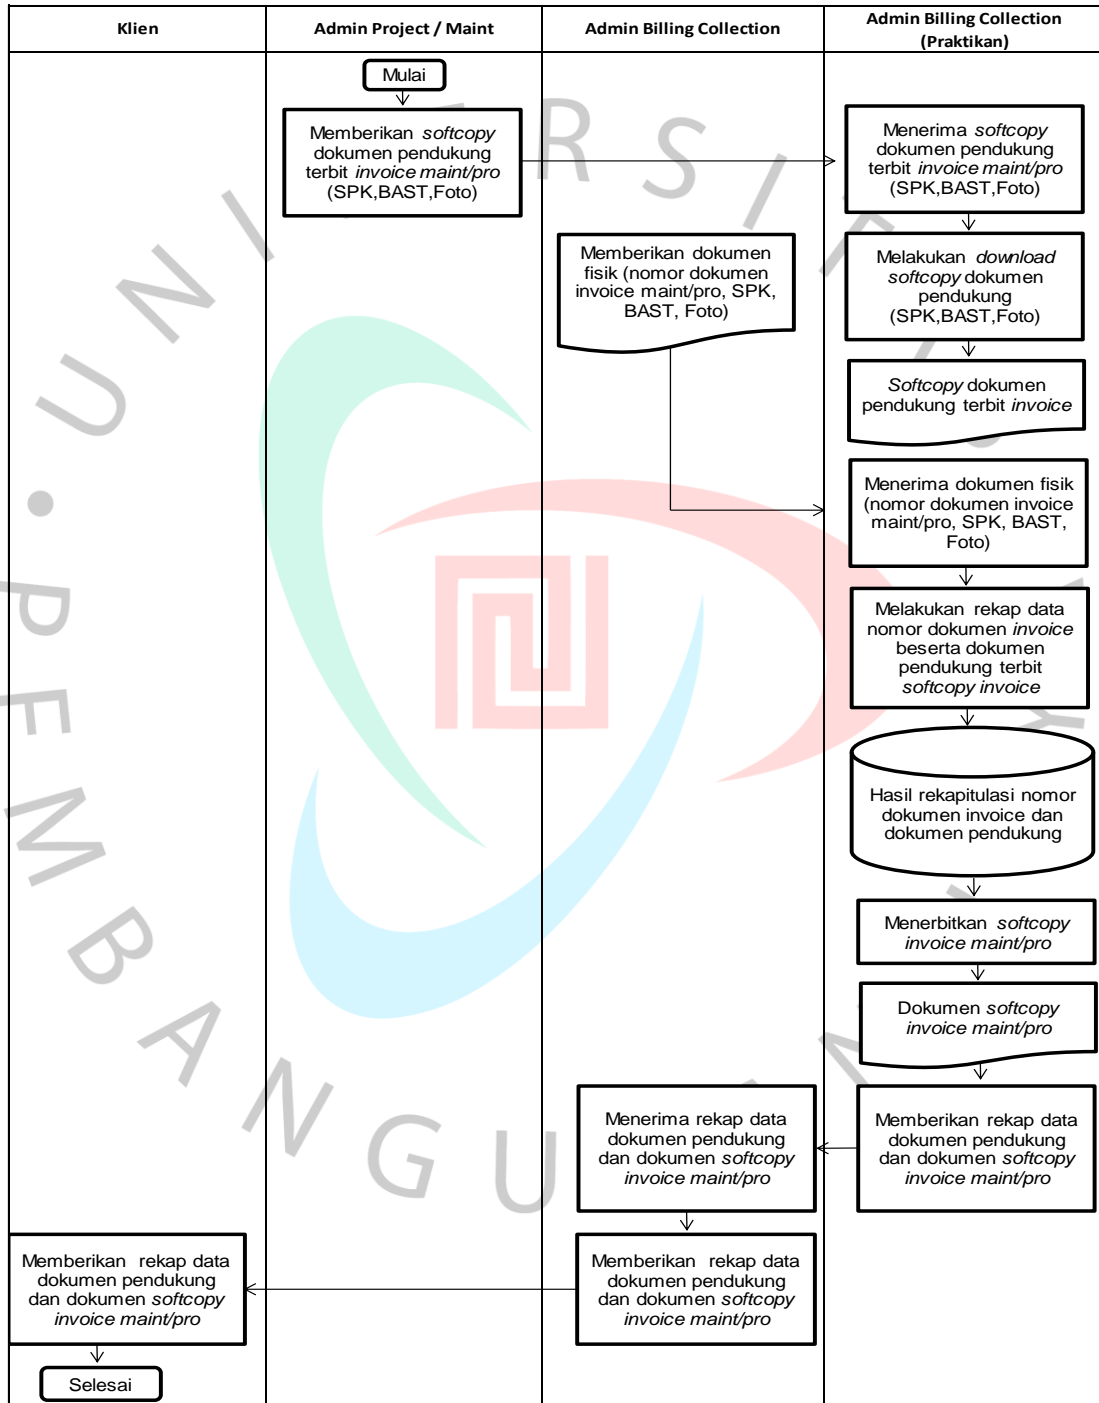 Klien
Admin Project / Maint
Admin Billing Collection
Admin Billing Collection
(Praktikan)
Mulai
Memberikan softcopy
dokumen pendukung
terbit invoice maint/pro
(SPK,BAST,Foto)
Menerima softcopy
dokumen pendukung
terbit invoice maint/pro
(SPK,BAST,Foto)
Memberikan dokumen
fisik (nomor dokumen
invoice maint/pro, SPK,
BAST, Foto)
Melakukan download
softcopy dokumen
pendukung
(SPK,BAST,Foto)
Softcopy dokumen
pendukung terbit invoice
Menerima dokumen fisik
(nomor dokumen invoice
maint/pro, SPK, BAST,
Foto)
Melakukan rekap data
nomor dokumen invoice
beserta dokumen
pendukung terbit
softcopy invoice
Hasil rekapitulasi nomor
dokumen invoice dan
dokumen pendukung
Menerbitkan softcopy
invoice maint/pro
Dokumen softcopy
invoice maint/pro
Menerima rekap data
dokumen pendukung
dan dokumen softcopy
invoice maint/pro
Memberikan rekap data
dokumen pendukung
dan dokumen softcopy
invoice maint/pro
Memberikan rekap data
dokumen pendukung
dan dokumen softcopy
invoice maint/pro
Memberikan rekap data
dokumen pendukung
dan dokumen softcopy
invoice maint/pro
Selesai